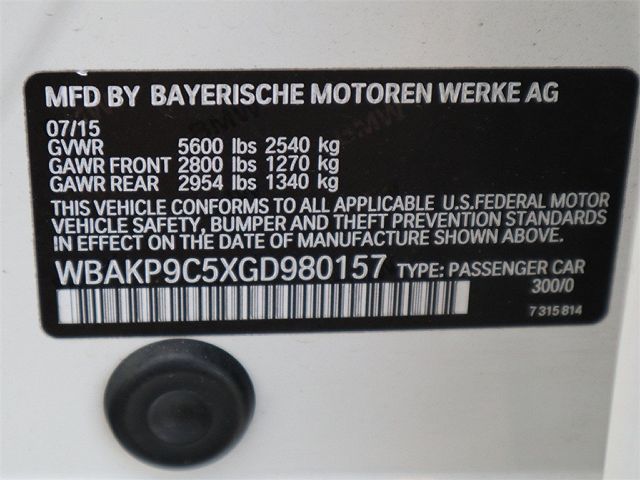 MFD BY BAYERISCHE MOTOREN WERKE AG
07/15
GVWR 5600 lbs 2540 kg
GAWR FRONT 2800 lbs 1270 kg
GAWR REAR 2954 lbs 1340 kg
THIS VEHICLE CONFORMS TO ALL APPLICABLE U.S.FEDERAL MOTOR
VEHICLE SAFETY, BUMPER AND THEFT PREVENTION STANDARDS
IN EFFECT ON THE DATE OF MANUFACTURE SHOWN ABOVE.
WBAKP9C5XGD980157 TYPE: PASSENGER CAR
300/0
7 315 814